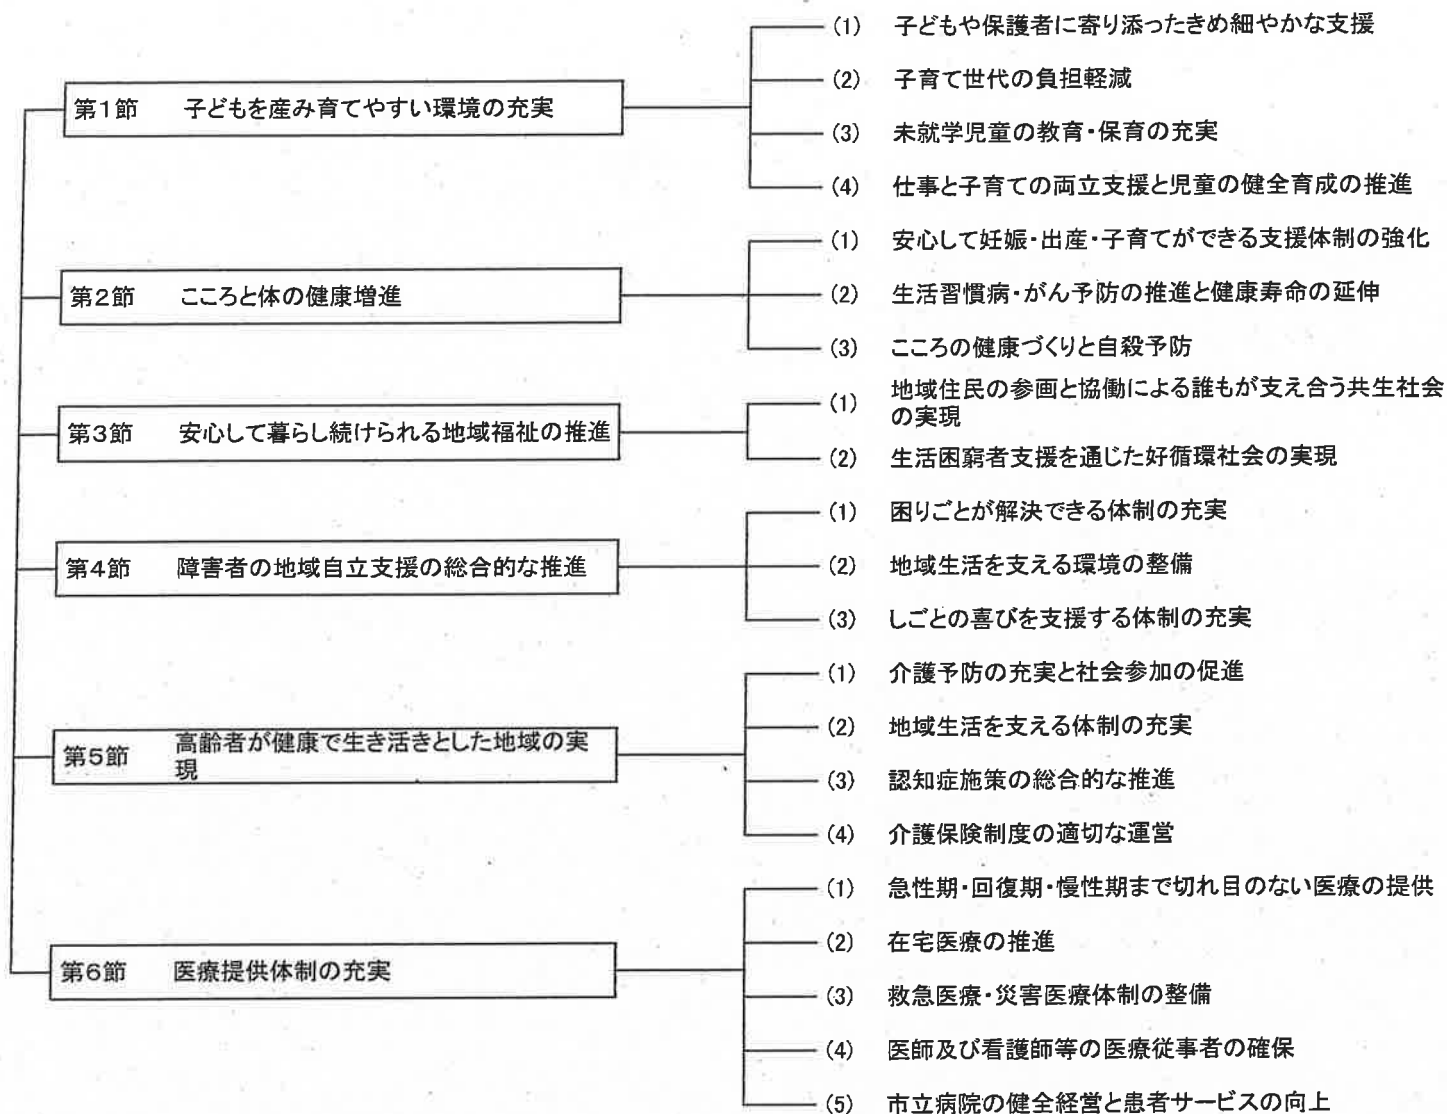 第1節 子どもを産み育てやすい環境の充実
(1) 子どもや保護者に寄り添ったきめ細やかな支援
(2) 子育て世代の負担軽減
(3) 未就学児童の教育・保育の充実
(4) 仕事と子育ての両立支援と児童の健全育成の推進
第2節 こころと体の健康増進
(1) 安心して妊娠・出産・子育てができる支援体制の強化
(2) 生活習慣病・がん予防の推進と健康寿命の延伸
(3) こころの健康づくりと自殺予防
第3節 安心して暮らし続けられる地域福祉の推進
(1) 地域住民の参画と協働による誰もが支え合う共生社会
の実現
(2) 生活困窮者支援を通じた好循環社会の実現
第4節 障害者の地域自立支援の総合的な推進
(1) 困りごとが解決できる体制の充実
(2) 地域生活を支える環境の整備
(3) しごとの喜びを支援する体制の充実
第5節 高齢者が健康で生き活きとした地域の実
現
(1) 介護予防の充実と社会参加の促進
(2) 地域生活を支える体制の充実
(3) 認知症施策の総合的な推進
(4) 介護保険制度の適切な運営
第6節 医療提供体制の充実
(1) 急性期・回復期・慢性期まで切れ目のない医療の提供
(2) 在宅医療の推進
(3) 救急医療・災害医療体制の整備
(4) 医師及び看護師等の医療従事者の確保
(5) 市立病院の健全経営と患者サービスの向上